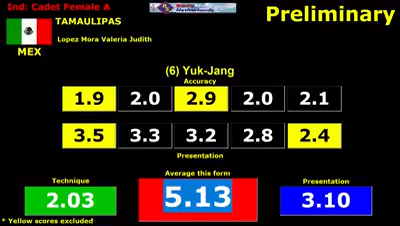 Ind: Cadet Female A
Preliminary
TAMAULIPAS
Lopez Mora Valeria Judith
MEX
(6) Yuk-Jang
Accuracy
1.9 2.0 2.9 2.0 2.1
3.5 3.3 3.2 2.8 2.4
Presentation
Technique Average this form Presentation
2.03 5.13 3.10
* Yellow scores excluded